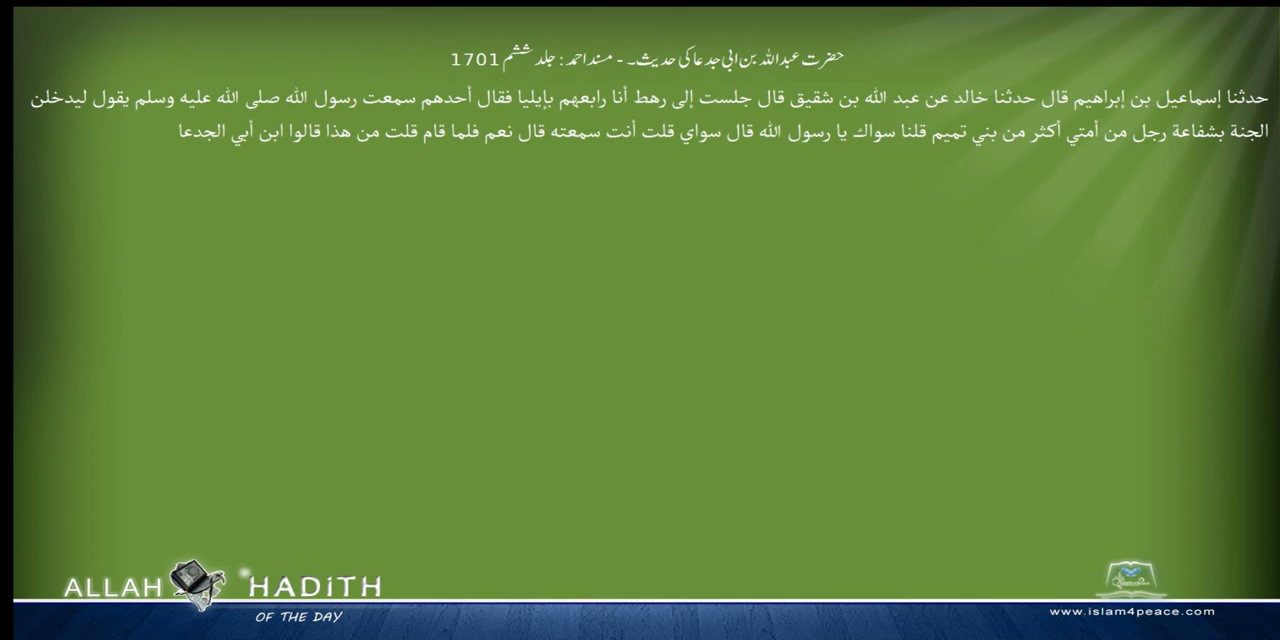 حضرت عبداللہ بن ابی جدعا کی حدیث۔ - مسند احمد : جلد ششم 1701
حدثنا إسماعيل بن إبراهيم قال حدثنا خالد عن عبد الله بن شقيق قال جلست إلى رهط أنا رابعهم بإيليا فقال أحدهم سمعت رسول الله صلى الله عليه وسلم يقول ليدخلن
الجنة بشفاعة رجل من أمتي أكثر من بني تميم قلنا سواك يا رسول الله قال سواي قلت أنت سمعته قال نعم فلما قام قلت من هذا قالوا ابن أبي الجدعا
ALLAH HADITH
OF THE DAY
www.islam4peace.com